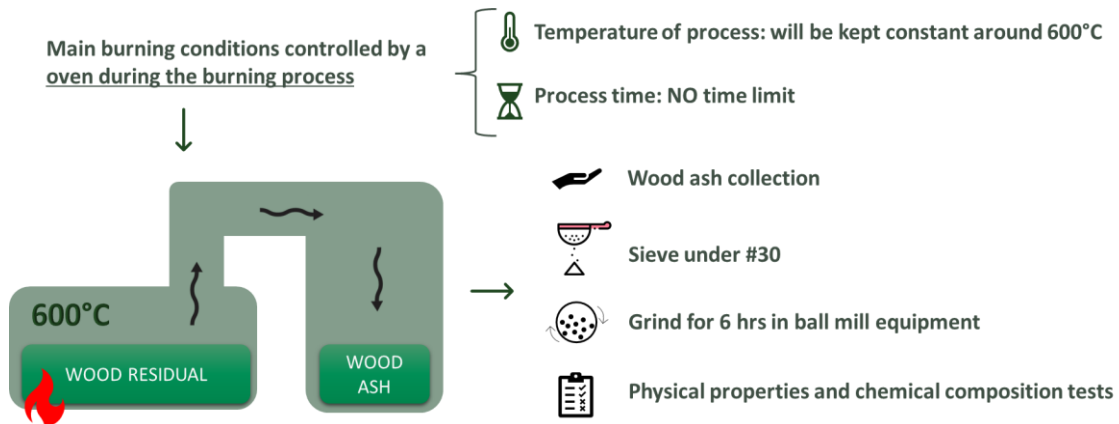 Main burning conditions controlled by a
oven during the burning process
Temperature of process: will be kept constant around 600°C
Process time: NO time limit
600°C
WOOD RESIDUAL
WOOD
ASH
Wood ash collection
Sieve under #30
Grind for 6 hrs in ball mill equipment
Physical properties and chemical composition tests